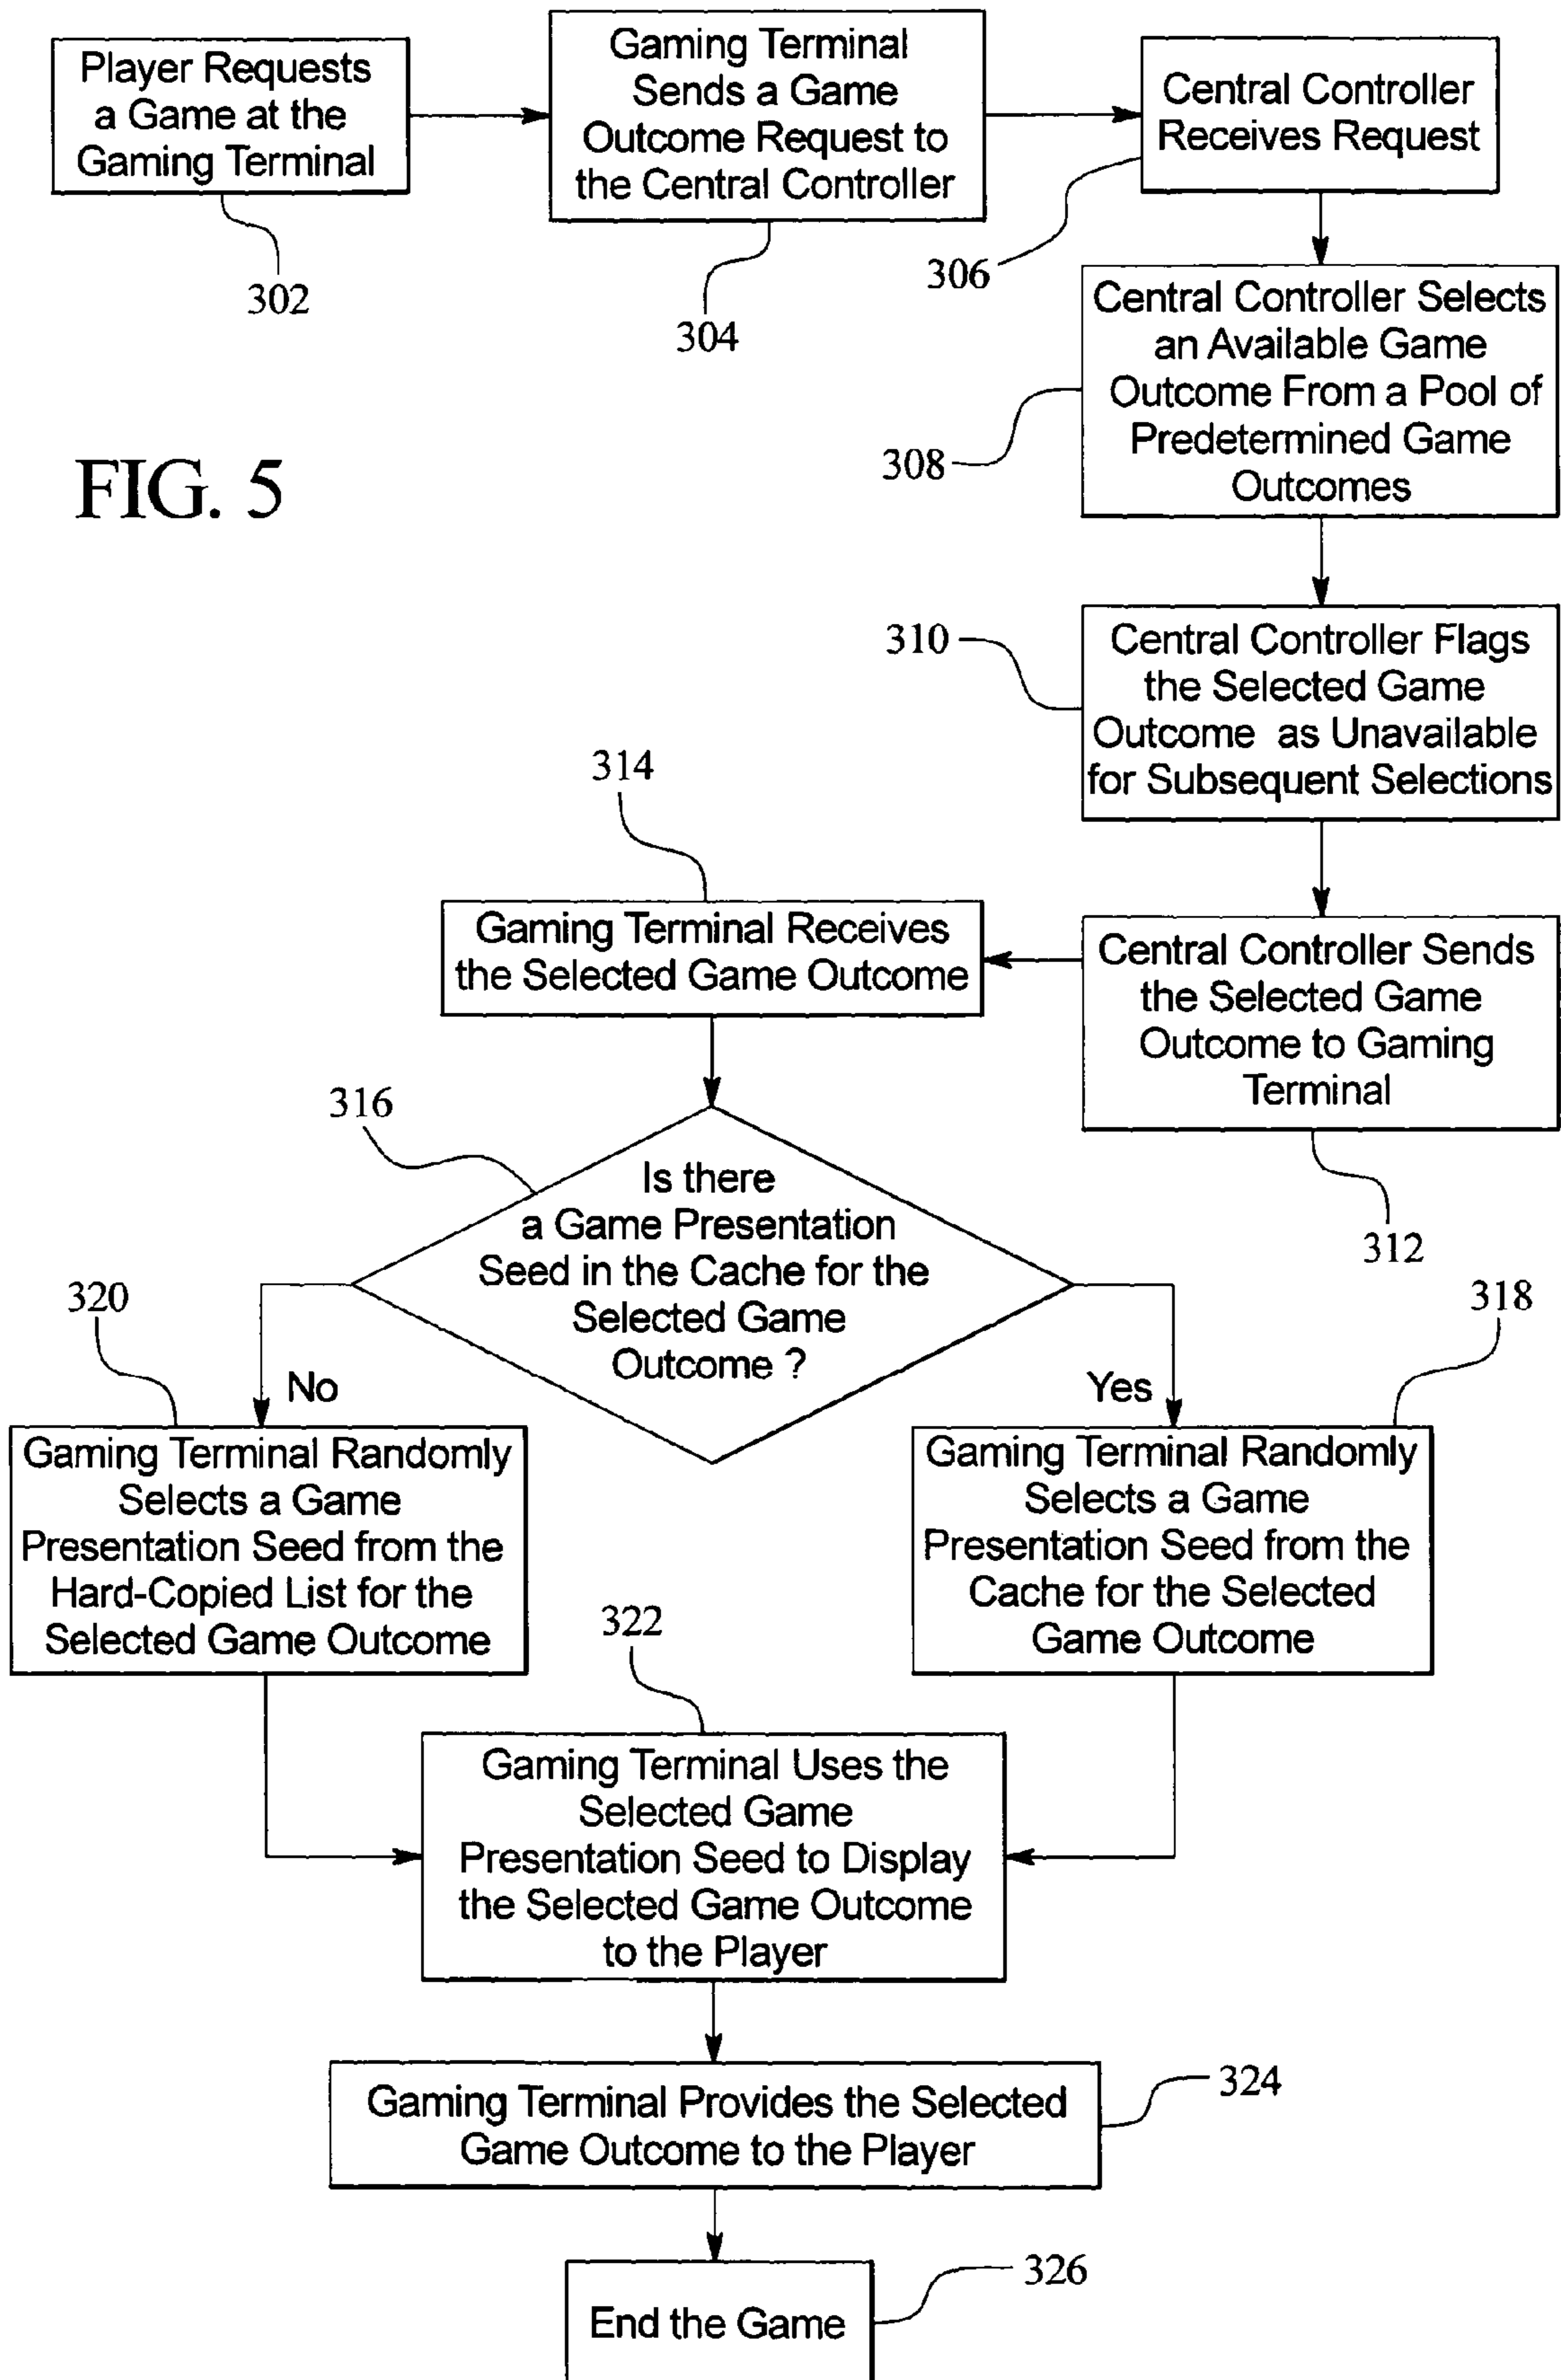 Player Requests
a Game at the
Gaming Terminal
302
Gaming Terminal
Sends a Game
Outcome Request to
the Central Controller
304
Central Controller
Receives Request
306
Central Controller Selects
an Available Game
Outcome From a Pool of
Predetermined Game
Outcomes
308
FIG. 5
Central Controller Flags
the Selected Game
Outcome as Unavailable
for Subsequent Selections
310
Central Controller Sends
the Selected Game
Outcome to Gaming
Terminal
312
314
Gaming Terminal Receives
the Selected Game Outcome
316
Is there
a Game Presentation
Seed in the Cache for the
Selected Game
Outcome ?
No
Yes
320
Gaming Terminal Randomly
Selects a Game
Presentation Seed from the
Hard-Copied List for the
Selected Game Outcome
318
Gaming Terminal Randomly
Selects a Game
Presentation Seed from the
Cache for the Selected
Game Outcome
322
Gaming Terminal Uses the
Selected Game
Presentation Seed to Display
the Selected Game Outcome
to the Player
Gaming Terminal Provides the Selected
Game Outcome to the Player
324
End the Game
326